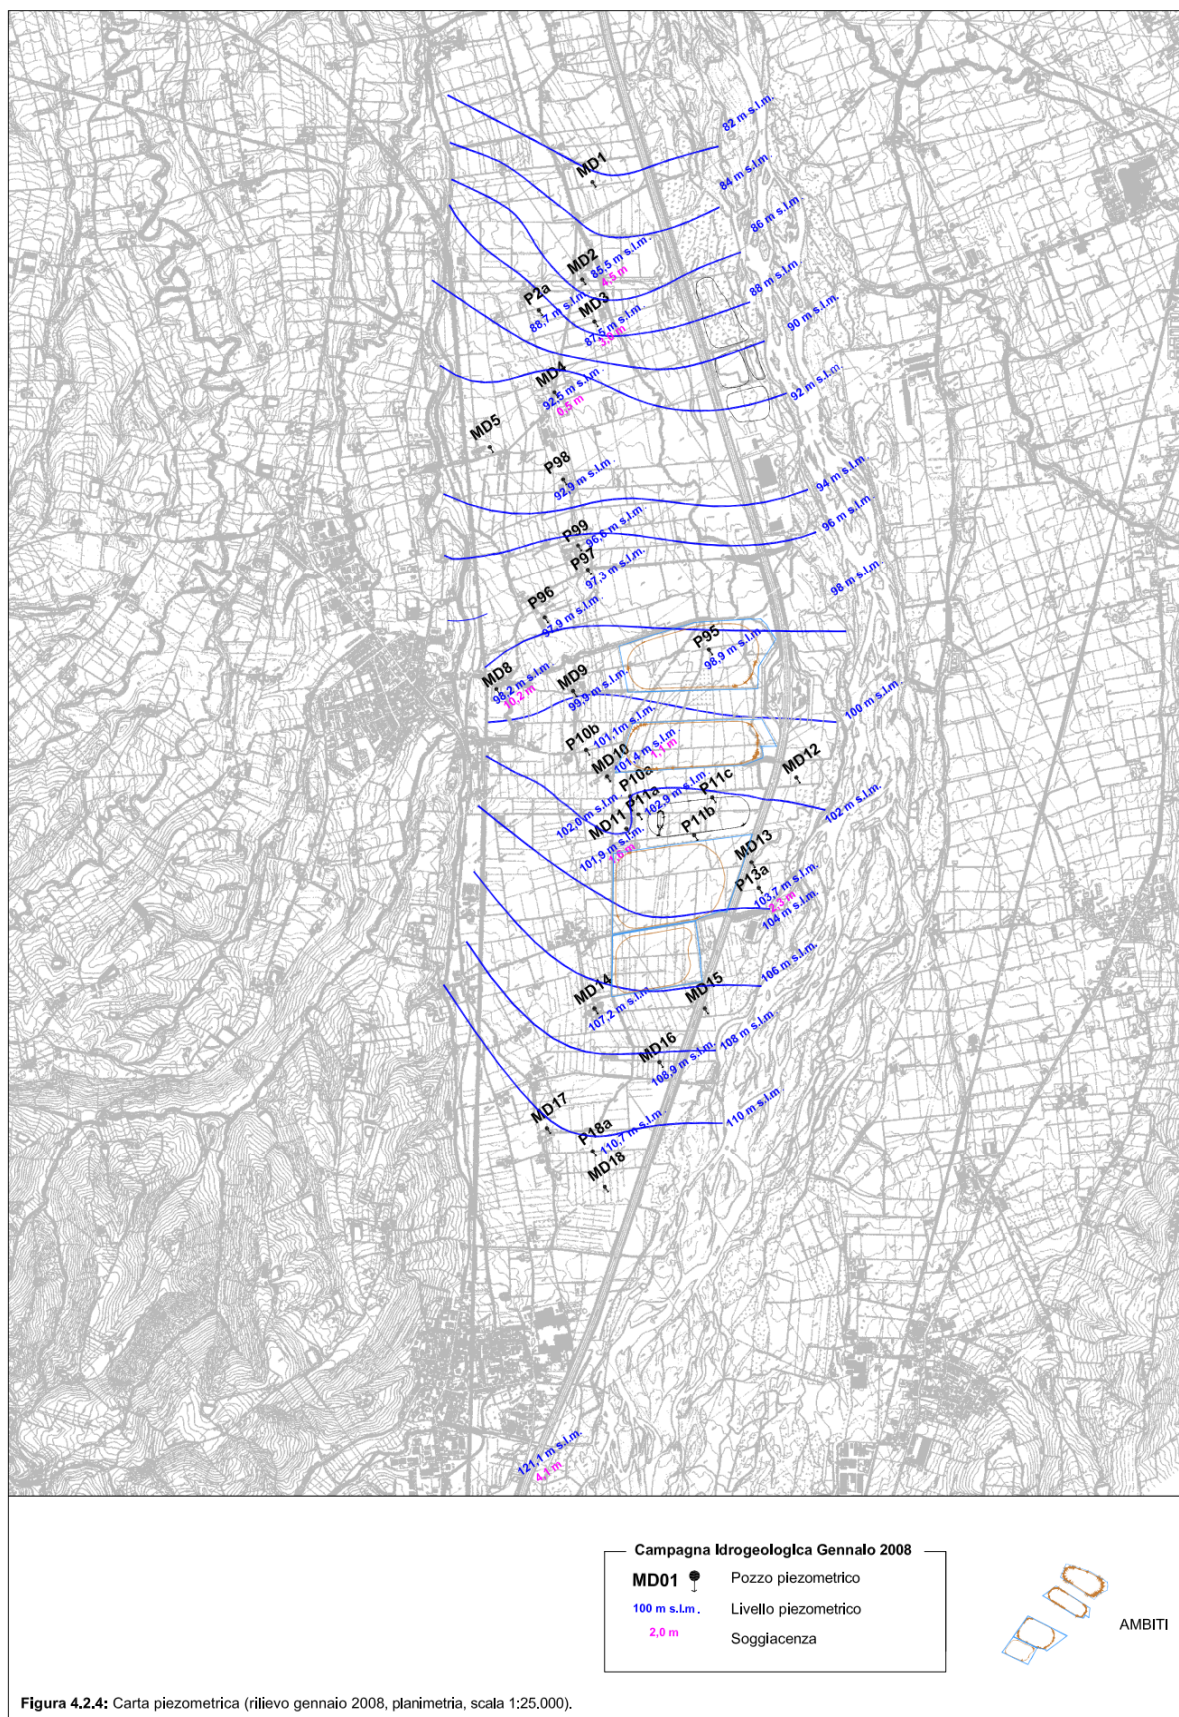 82 m s.l.m.
MD1
84 m s.l.m.
86 m s.l.m.
MD2
85,5 m s.l.m.
4,5 m
88 m s.l.m.
P2a
88,7 m s.l.m.
MD3
87,5 m s.l.m.
90 m s.l.m.
MD4
92,5 m s.l.m.
0,5 m
92 m s.l.m.
MD5
P98
92,9 m s.l.m
94 m s.l.m.
P99
96,6 m s.l.m
96 m s.l.m.
P97
97,3 m s.l.m
98 m s.l.m
P96
97,9 m s.l.m
P95
98,9 m s.l.m
MD8
98,2 m s.l.m
10,2 m
MD9
99,9 m s.l.m
100 m s.l.m.
P10b
101,1m s.l.m.
MD10
101,4 m s.l.m
1,1 m
MD12
P10a
102,0 m s.l.m
P11a
102,9 m s.l.m
P11c
102 m s.l.m.
MD11
101,9 m s.l.m
1,6 m
P11b
MD13
P13a
103,7 m s.l.m
2,3 m
104 m s.l.m.
106 m s.l.m.
MD14
107,2 m s.l.m
MD15
108 m s.l.m
MD16
108,9 m s.l.m.
110 m s.l.m
MD17
P18a
110,7 m s.l.m
MD18
121,1 m s.l.m.
4,1 m
Campagna Idrogeologica Gennaio 2008
MD01 Pozzo piezometrico
100 m s.l.m. Livello piezometrico
2,0 m Soggiacenza
AMBITI
Figura 4.2.4: Carta piezometrica (rilievo gennaio 2008, planimetria, scala 1:25.000).